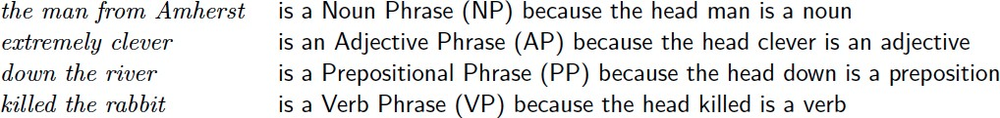 the man from Amherst is a Noun Phrase (NP) because the head man is a noun
extremely clever is an Adjective Phrase (AP) because the head clever is an adjective
down the river is a Prepositional Phrase (PP) because the head down is a preposition
killed the rabbit is a Verb Phrase (VP) because the head killed is a verb